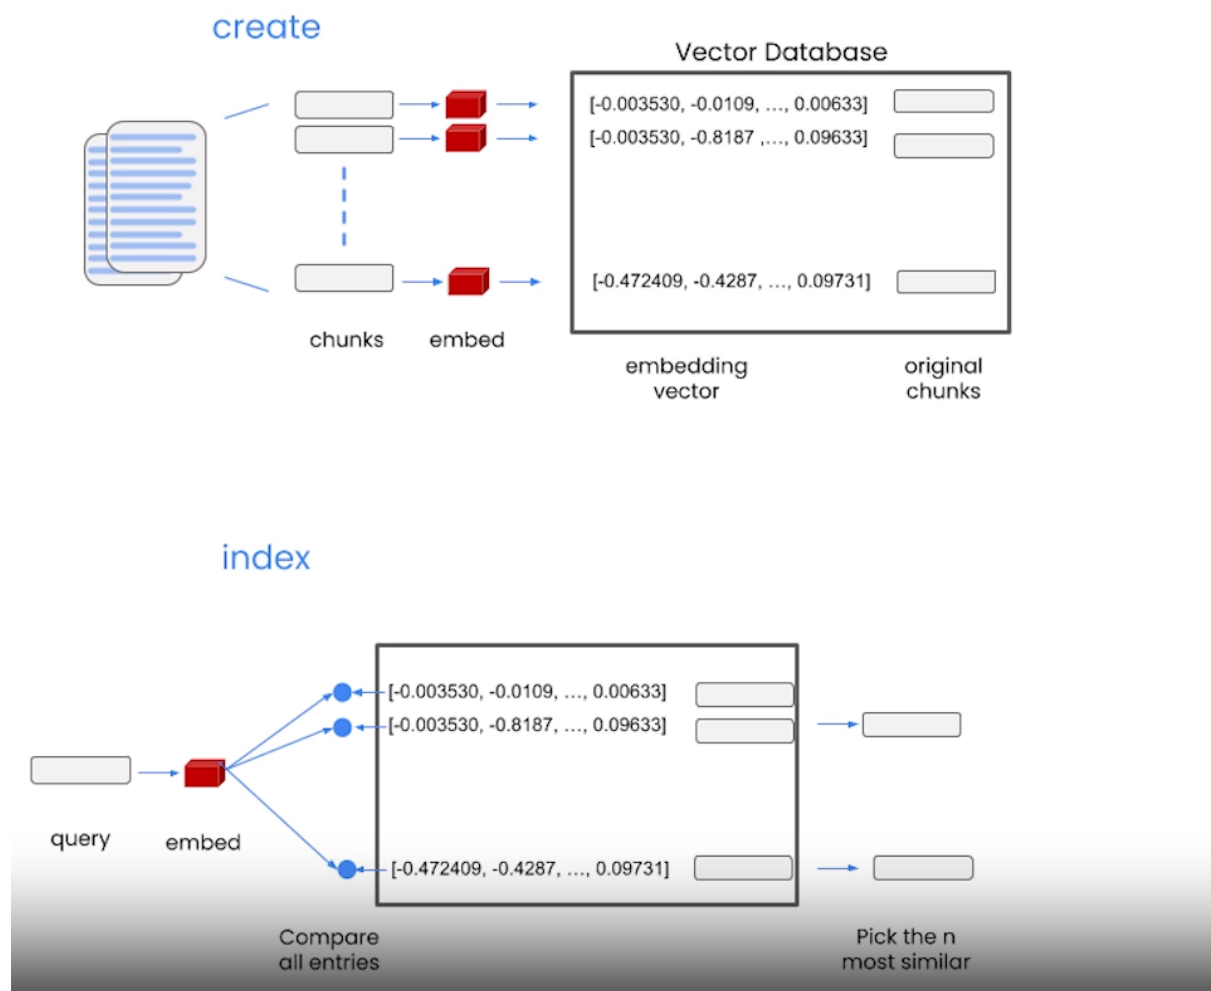 create
Vector Database
[-0.003530, -0.0109, ..., 0.00633]
[-0.003530, -0.8187 ,..., 0.09633]
[-0.472409, -0.4287, ..., 0.09731]
chunks
embed
embedding
vector
original
chunks
index
[-0.003530, -0.0109, ..., 0.00633]
[-0.003530, -0.8187, ..., 0.09633]
[-0.472409, -0.4287, ..., 0.09731]
query
embed
Compare
all entries
Pick the n
most similar